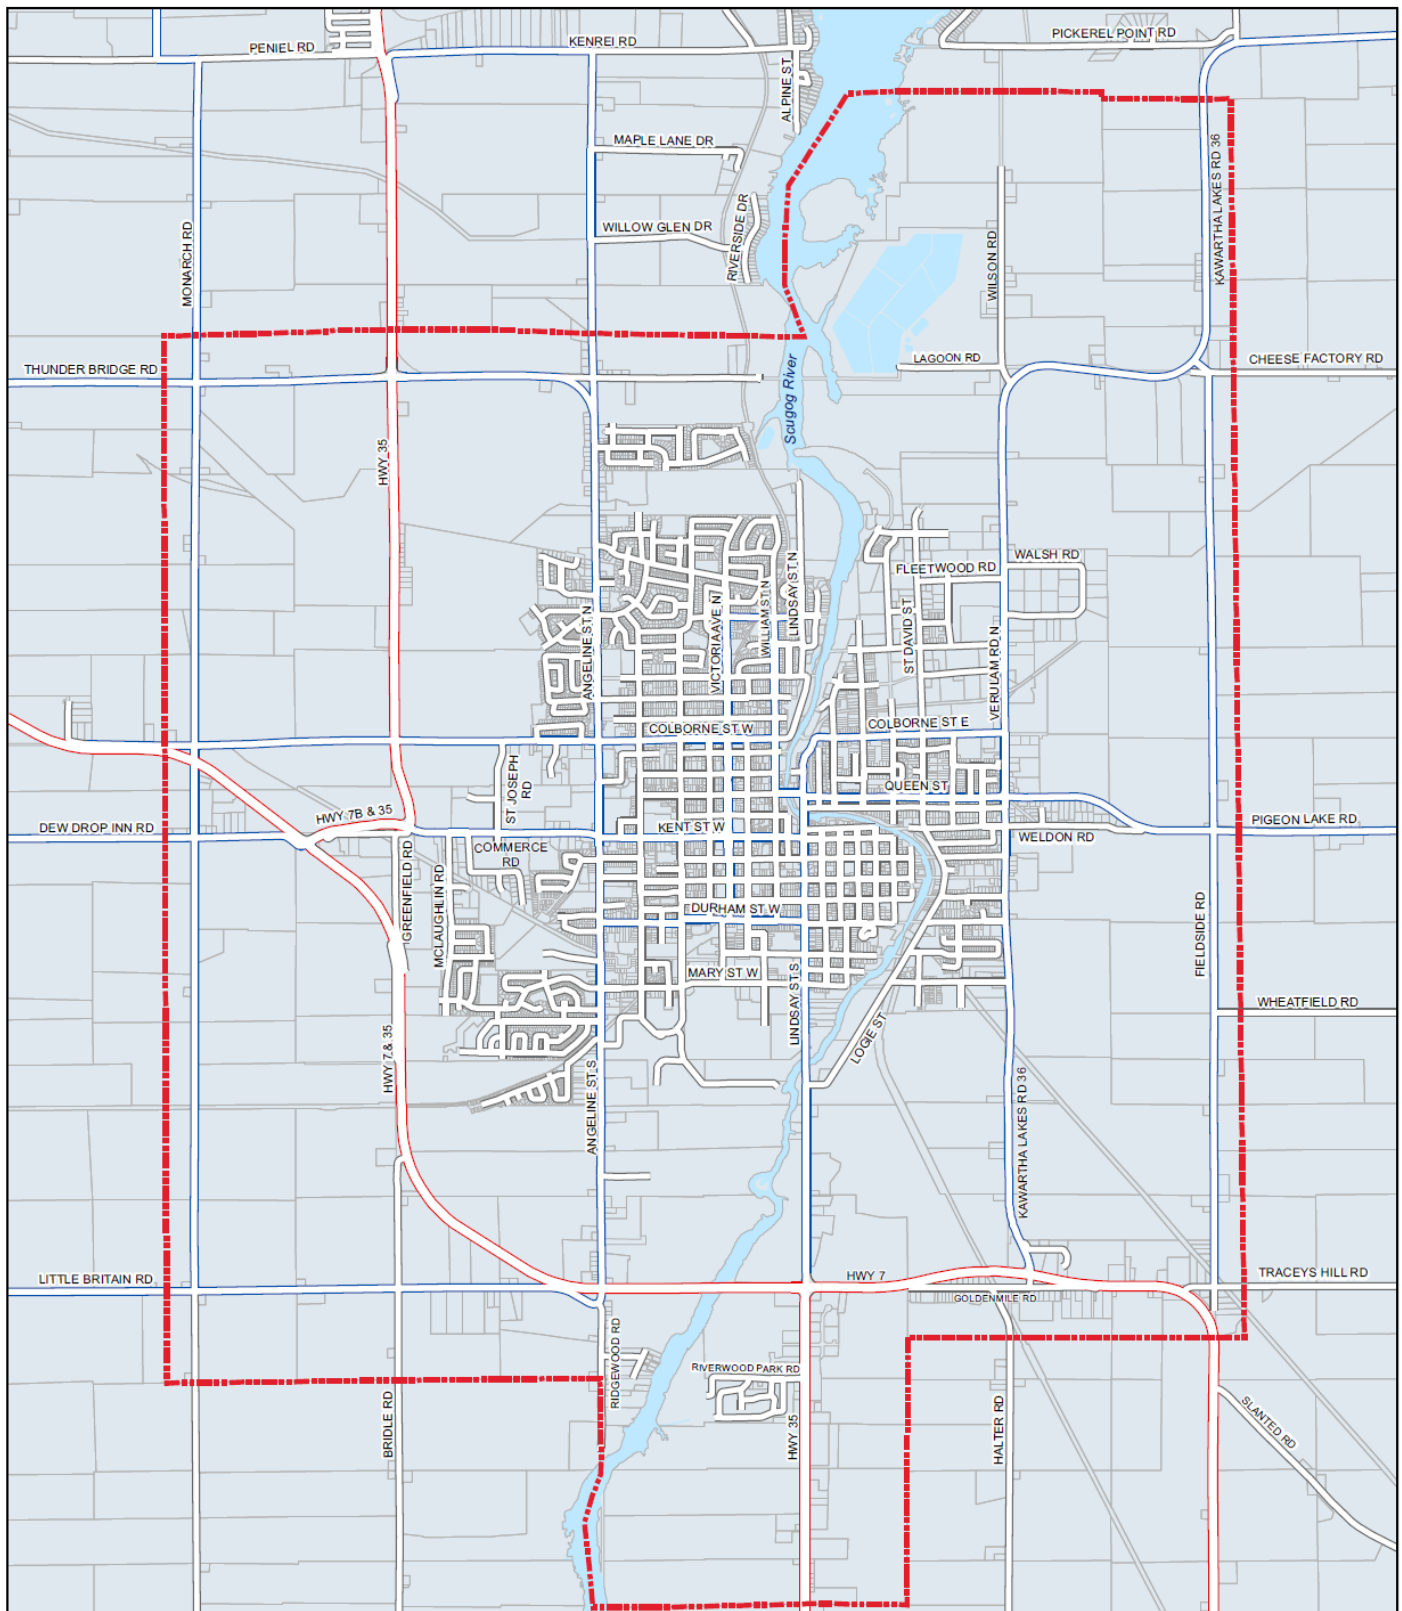 PENIEL RD
KENREI RD
PICKEREL POINT RD
ALPINE ST
MAPLE LANE DR
KAWARTHA LAKES RD 36
WILLOW GLEN DR
RIVERSIDE DR
MONARCH RD
WILSON RD
THUNDER BRIDGE RD
LAGOON RD
CHEESE FACTORY RD
Scugog River
HWY 35
WALSH RD
FLEETWOOD RD
ANGELINE ST N
VICTORIA AVE N
WILLIAM ST N
LINDSAY ST N
ST DAVID ST
VERULAM RD N
COLBORNE ST W
COLBORNE ST E
ST JOSEPH
RD
QUEEN ST
HWY 7B & 35
DEW DROP INN RD
KENT ST W
PIGEON LAKE RD
WELDON RD
COMMERCE
RD
GREENFIELD RD
MCLAUGHLIN RD
DURHAM ST W
FIELDSIDE RD
MARY ST W
LINDSAY ST S
WHEATFIELD RD
LOGIE ST
HWY 7 & 35
ANGELINE ST S
KAWARTHA LAKES RD 36
LITTLE BRITAIN RD
HWY 7
TRACEYS HILL RD
GOLDENMILE RD
RIDGEWOOD RD
RIVERWOOD PARK RD
BRIDLE RD
HWY 35
HALTER RD
SLANTED RD